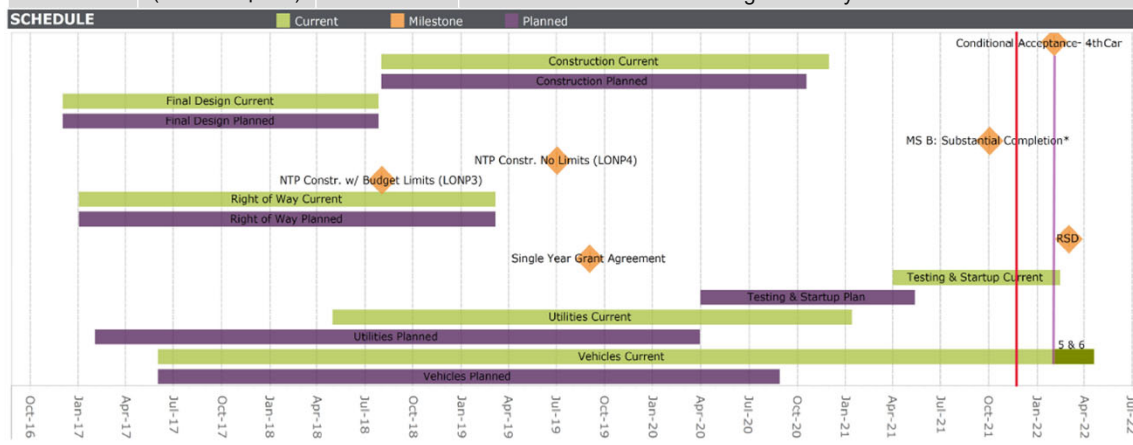 SCHEDULE Current Milestone Planned
Conditional Acceptance- 4thCar
Construction Current
Construction Planned
Final Design Current
Final Design Planned
MS B: Substantial Completion*
NTP Constr. No Limits (LONP4)
NTP Constr. w/ Budget Limits (LONP3)
Right of Way Current
Right of Way Planned
RSD
Single Year Grant Agreement
Testing & Startup Current
Testing & Startup Plan
Utilities Current
Utilities Planned
5 & 6
Vehicles Current
Vehicles Planned
Oct-16 Jan-17 Apr-17 Jul-17 Oct-17 Jan-18 Apr-18 Jul-18 Oct-18 Jan-19 Apr-19 Jul-19 Oct-19 Jan-20 Apr-20 Jul-20 Oct-20 Jan-21 Apr-21 Jul-21 Oct-21 Jan-22 Apr-22 Jul-22